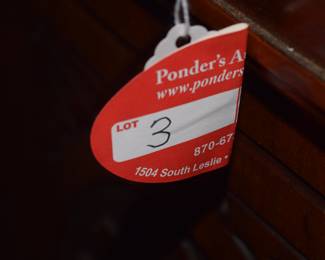 Ponder's A
www.ponders
LOT 3
870-67
1504 South Leslie •